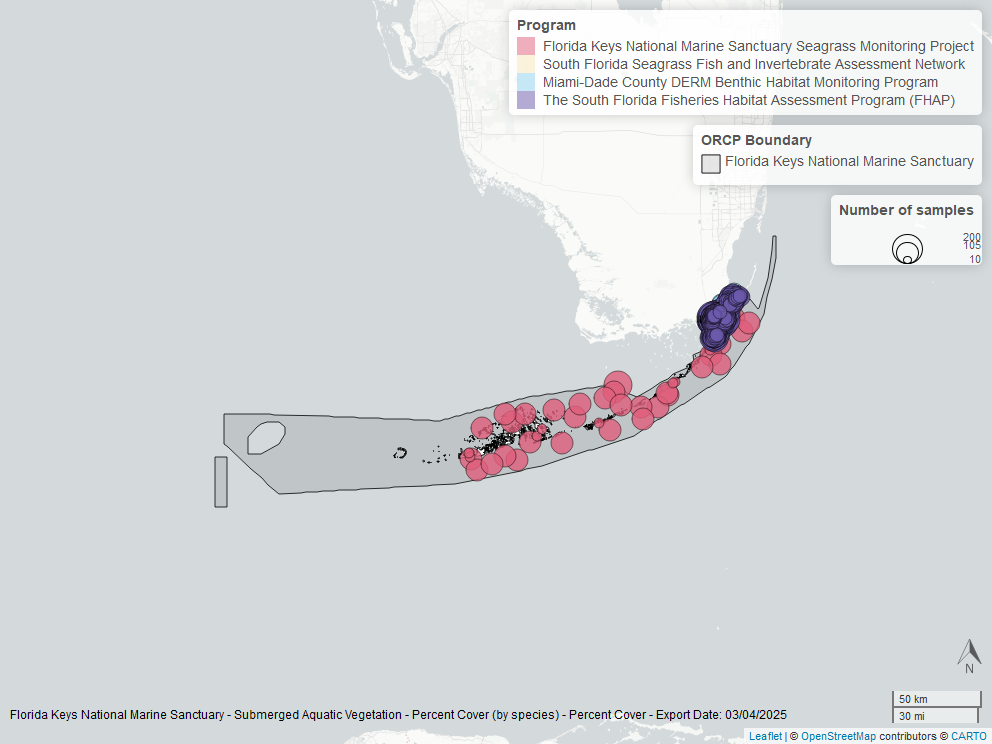 Program
Florida Keys National Marine Sanctuary Seagrass Monitoring Project
South Florida Seagrass Fish and Invertebrate Assessment Network
Miami-Dade County DERM Benthic Habitat Monitoring Program
The South Florida Fisheries Habitat Assessment Program (FHAP)
ORCP Boundary
Florida Keys National Marine Sanctuary
Number of samples
200
105
10
N
50 km
30 mi
Florida Keys National Marine Sanctuary - Submerged Aquatic Vegetation - Percent Cover (by species) - Percent Cover - Export Date: 03/04/2025
Leaflet | © OpenStreetMap contributors © CARTO